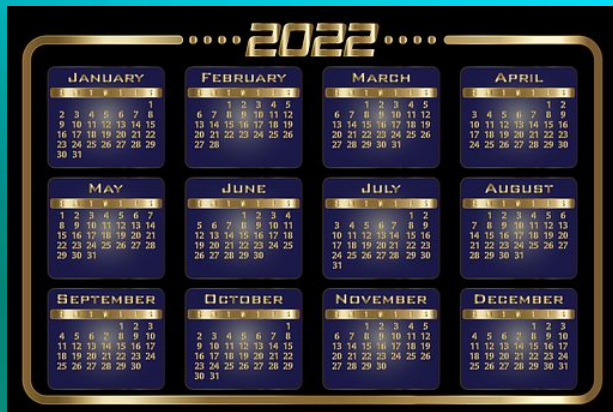 2022
January February March April
S M T W T F S S M T W T F S S M T W T F S S M T W T F S
1 1 2 3 4 5 1 2 3 4 5 1 2
2 3 4 5 6 7 8 6 7 8 9 10 11 12 6 7 8 9 10 11 12 3 4 5 6 7 8 9
9 10 11 12 13 14 15 13 14 15 16 17 18 19 13 14 15 16 17 18 19 10 11 12 13 14 15 16
16 17 18 19 20 21 22 20 21 22 23 24 25 26 20 21 22 23 24 25 26 17 18 19 20 21 22 23
23 24 25 26 27 28 29 27 28 27 28 29 30 31 24 25 26 27 28 29 30
30 31
May June July August
S M T W T F S S M T W T F S S M T W T F S S M T W T F S
1 2 3 4 5 6 7 1 2 3 4 1 2 1 2 3 4 5 6
8 9 10 11 12 13 14 5 6 7 8 9 10 11 3 4 5 6 7 8 9 7 8 9 10 11 12 13
15 16 17 18 19 20 21 12 13 14 15 16 17 18 10 11 12 13 14 15 16 14 15 16 17 18 19 20
22 23 24 25 26 27 28 19 20 21 22 23 24 25 17 18 19 20 21 22 23 21 22 23 24 25 26 27
29 30 31 26 27 28 29 30 24 25 26 27 28 29 30 28 29 30 31
31
September October November December
S M T W T F S S M T W T F S S M T W T F S S M T W T F S
1 2 3 1 1 2 3 4 5 1 2 3
4 5 6 7 8 9 10 2 3 4 5 6 7 8 6 7 8 9 10 11 12 4 5 6 7 8 9 10
11 12 13 14 15 16 17 9 10 11 12 13 14 15 13 14 15 16 17 18 19 11 12 13 14 15 16 17
18 19 20 21 22 23 24 16 17 18 19 20 21 22 20 21 22 23 24 25 26 18 19 20 21 22 23 24
25 26 27 28 29 30 23 24 25 26 27 28 29 27 28 29 30 25 26 27 28 29 30 31
30 31